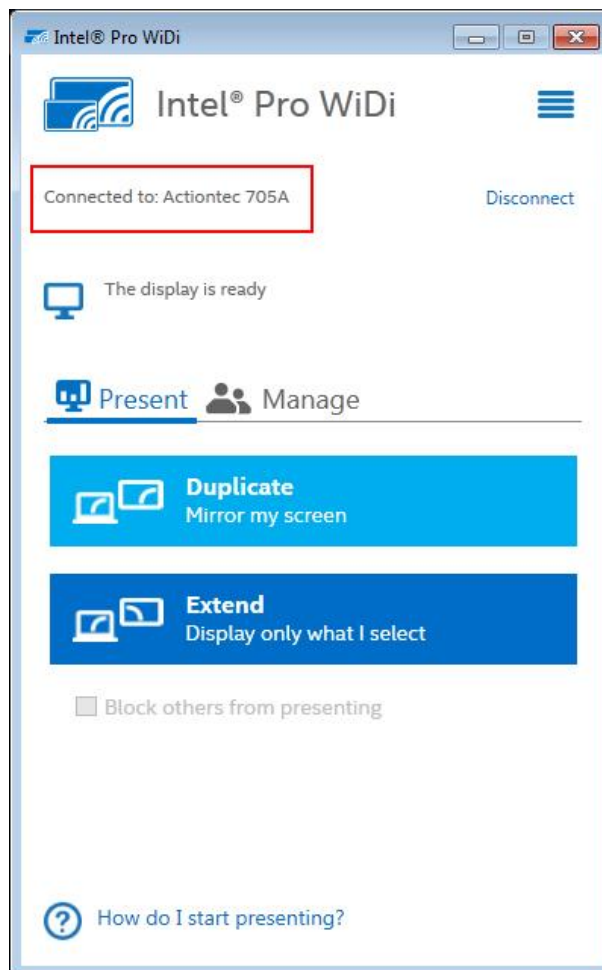 Intel® Pro WiDi
Intel® Pro WiDi
Connected to: Actiontec 705A
Disconnect
The display is ready
Present
Manage
Duplicate
Mirror my screen
Extend
Display only what I select
Block others from presenting
How do I start presenting?